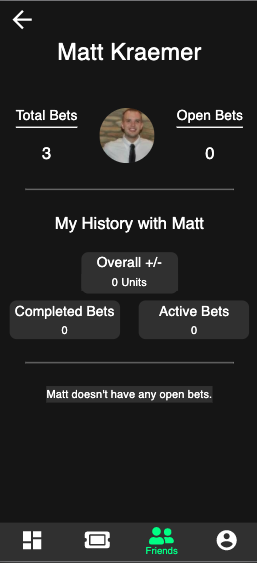 Matt Kraemer
Total Bets
Open Bets
3
0
My History with Matt
Overall +/-
0 Units
Completed Bets
Active Bets
0
0
Matt doesn't have any open bets.
Friends